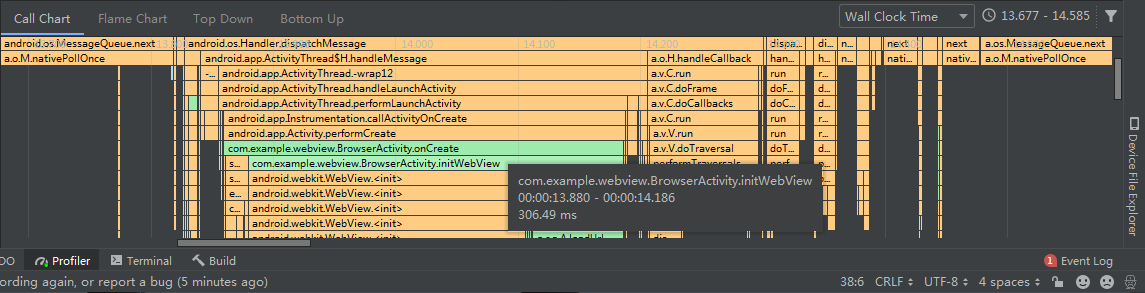 Call Chart Flame Chart Top Down Bottom Up Wall Clock Time 13.677 - 14.585
android.os.MessageQueue.next android.os.Handler.dispatchMessage 14.000 14.100 14.200 dispa... di... n... next next a.os.MessageQueue.next
a.o.M.nativePollOnce android.app.ActivityThread$H.handleMessage a.o.H.handleCallback han... h... n... nati... nativ... a.o.M.nativePollOnce
-... android.app.ActivityThread.-wrap12 a.v.C.run run r...
android.app.ActivityThread.handleLaunchActivity a.v.C.doFrame doF... d...
android.app.ActivityThread.performLaunchActivity a.v.C.doCallbacks doC... d...
android.app.Instrumentation.callActivityOnCreate a.v.C.run run r...
android.app.Activity.performCreate a.v.V.run run r...
com.example.webview.BrowserActivity.onCreate a.v.V.doTraversal doT... d...
s... com.example.webview.BrowserActivity.initWebView performTraversals perf...
s... android.webkit.WebView.<init>
e... android.webkit.WebView.<init>
c... android.webkit.WebView.<init>
android.webkit.WebView.<init>
com.example.webview.BrowserActivity.initWebView
00:00:13.880 - 00:00:14.186
306.49 ms
Device File Explorer
DO Profiler Terminal Build 1 Event Log
ording again, or report a bug (5 minutes ago) 38:6 CRLF UTF-8 4 spaces